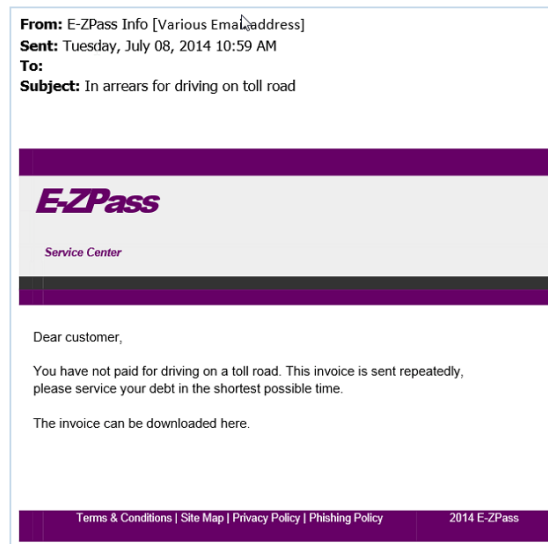 From: E-ZPass Info [Various Email address]
Sent: Tuesday, July 08, 2014 10:59 AM
To:
Subject: In arrears for driving on toll road
E-ZPass
Service Center
Dear customer,
You have not paid for driving on a toll road. This invoice is sent repeatedly,
please service your debt in the shortest possible time.
The invoice can be downloaded here.
Terms & Conditions | Site Map | Privacy Policy | Phishing Policy 2014 E-ZPass